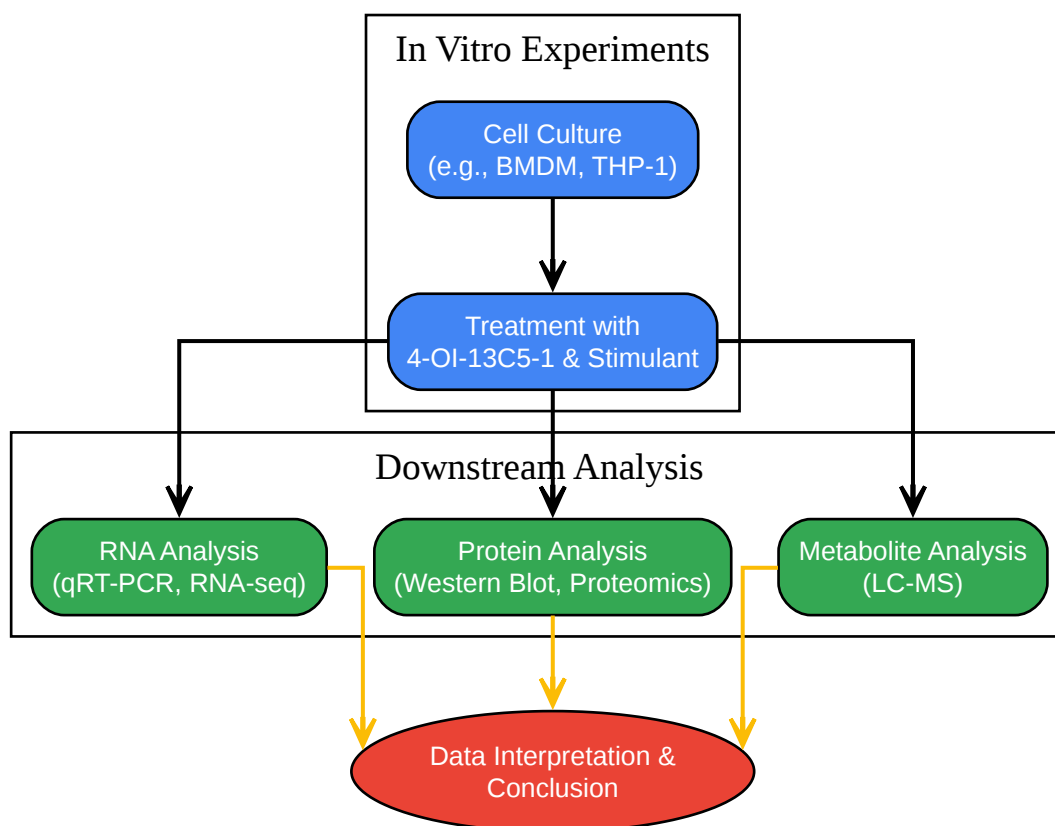 In Vitro Experiments
Cell Culture
(e.g., BMDM, THP-1)
Treatment with
4-OI-13C5-1 & Stimulant
Downstream Analysis
RNA Analysis
(qRT-PCR, RNA-seq)
Protein Analysis
(Western Blot, Proteomics)
Metabolite Analysis
(LC-MS)
Data Interpretation &
Conclusion